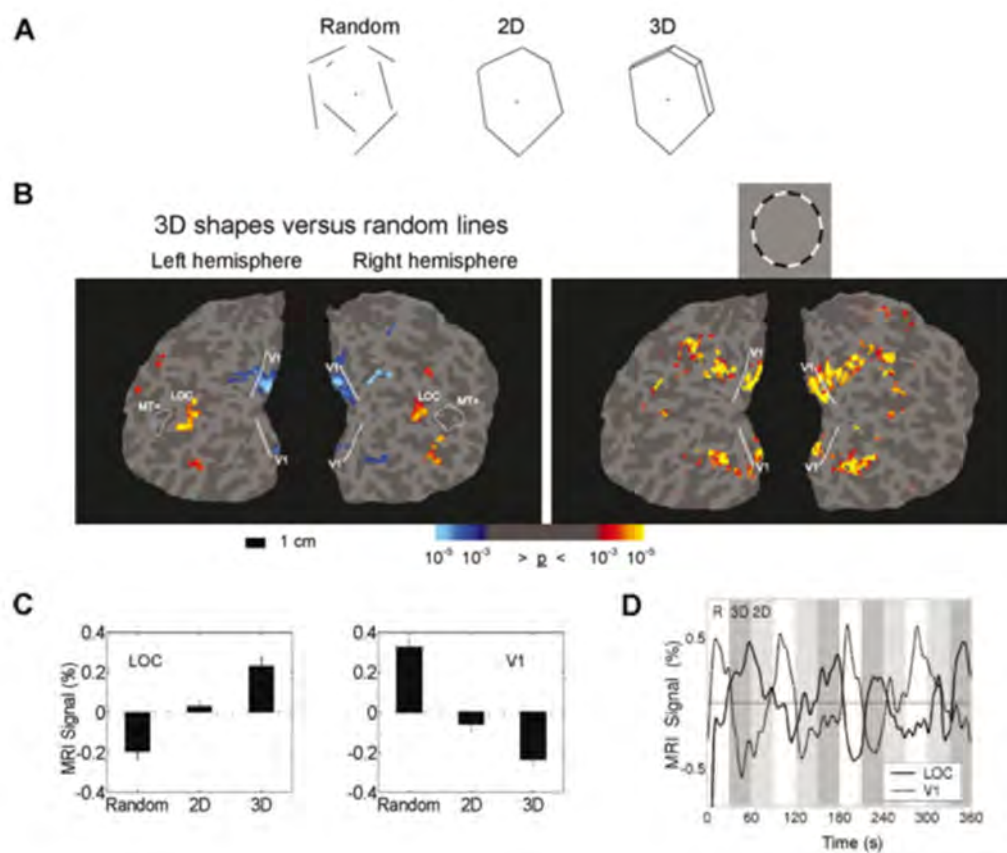 A
Random 2D 3D
B
3D shapes versus random lines
Left hemisphere Right hemisphere
V1 V1
LOC LOC
MT+ MT+
V1 V1
V1 V1
V1 V1
1 cm
10⁻⁵ 10⁻³ > p < 10⁻³ 10⁻⁵
C
MRI Signal (%)
0.4
0.2
0
-0.2
-0.4
LOC
Random 2D 3D
0.4
0.2
0
-0.2
-0.4
V1
Random 2D 3D
D
R 3D 2D
MRI Signal (%)
0.5
-0.5
LOC
V1
0 60 120 180 240 300 360
Time (s)